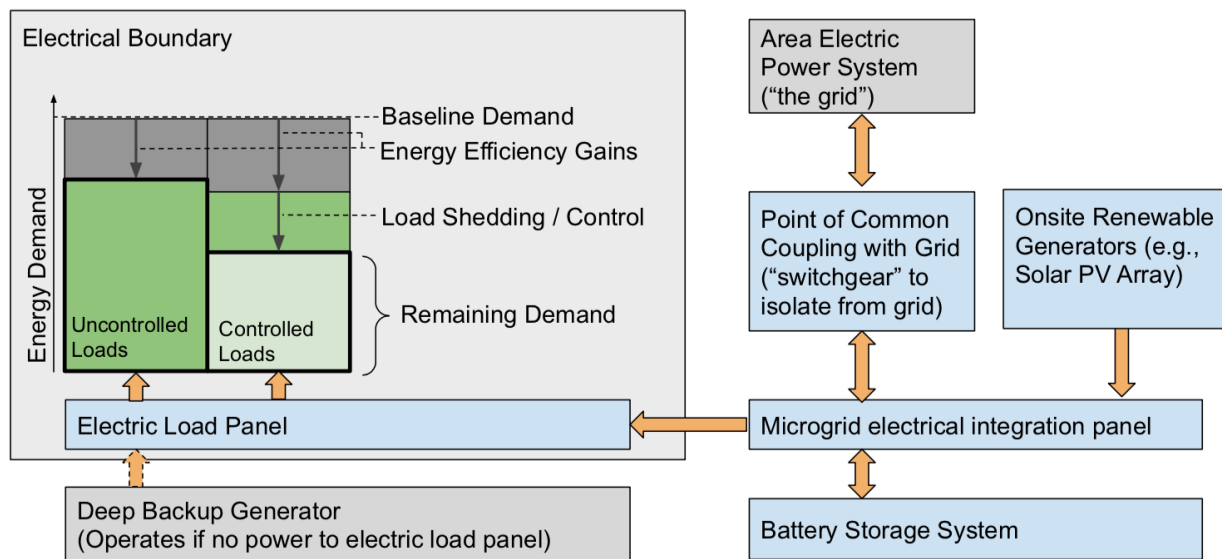 Electrical Boundary
Baseline Demand
Energy Efficiency Gains
Load Shedding / Control
Remaining Demand
Energy Demand
Uncontrolled
Loads
Controlled
Loads
Electric Load Panel
Deep Backup Generator
(Operates if no power to electric load panel)
Area Electric
Power System
(“the grid”)
Point of Common
Coupling with Grid
(“switchgear” to
isolate from grid)
Onsite Renewable
Generators (e.g.,
Solar PV Array)
Microgrid electrical integration panel
Battery Storage System